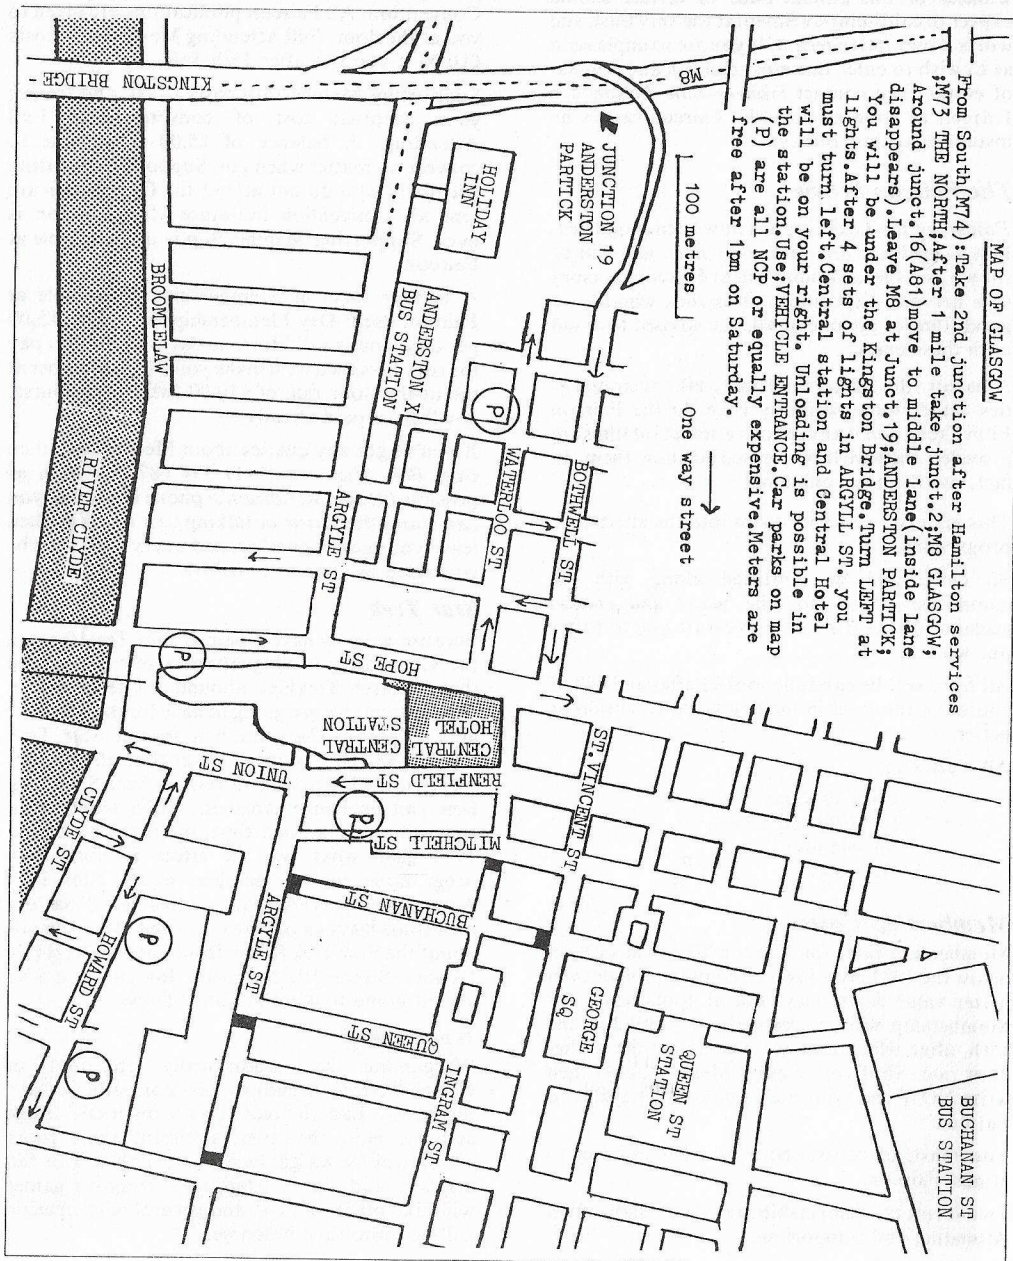 MAP OF GLASGOW
From South(M74):Take 2nd junction after Hamilton services
M73 THE NORTH;After 1 mile take junct.2;M8 GLASGOW;
Around junct.16(A81)move to middle lane(inside lane
disappears).Leave M8 at Junct.19;ANDERSTON PARTICK;
You will be under the Kingston Bridge.Turn LEFT at
lights.After 4 sets of lights in ARGYLL ST.you
must turn left.Central station and Central Hotel
will be on your right. Unloading is possible in
the station.Use;VEHICLE ENTRANCE.Car parks on map
(P) are all NCP or equally expensive.Meters are
free after 1pm on Saturday.
100 metres
One way street
M8
JUNCTION 19
ANDERSTON
PARTICK
KINGSTON BRIDGE
HOLIDAY
INN
ANDERSTON X
BUS STATION
P
BOTHWELL ST
WATERLOO ST
ARGYLE ST
BROOMIELAW
RIVER CLYDE
HOPE ST
P
CENTRAL
HOTEL
CENTRAL
STATION
RENFIELD ST
UNION ST
ST.VINCENT ST
MITCHELL ST
P
BUCHANAN ST
ARGYLE ST
CLYDE ST
HOWARD ST
P
P
GEORGE
SQ
QUEEN ST
QUEEN ST
STATION
INGRAM ST
BUCHANAN ST
BUS STATION